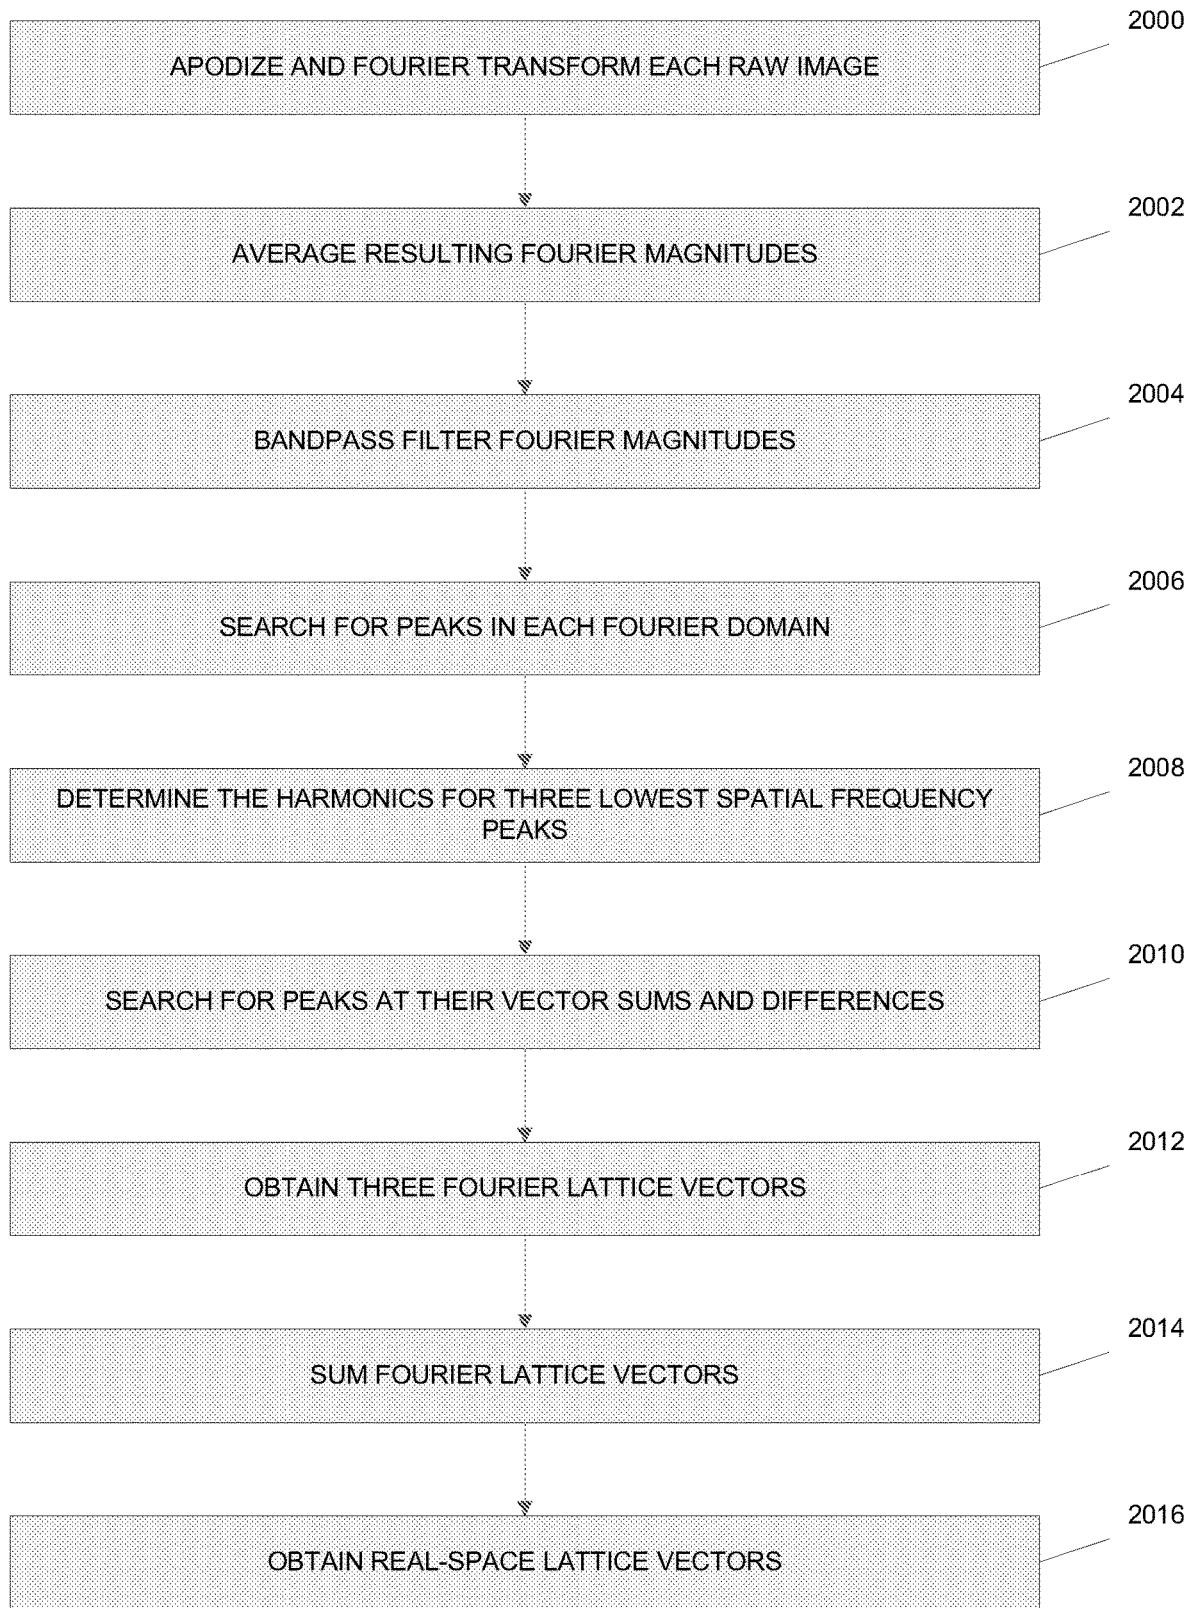 2000
APODIZE AND FOURIER TRANSFORM EACH RAW IMAGE
2002
AVERAGE RESULTING FOURIER MAGNITUDES
2004
BANDPASS FILTER FOURIER MAGNITUDES
2006
SEARCH FOR PEAKS IN EACH FOURIER DOMAIN
2008
DETERMINE THE HARMONICS FOR THREE LOWEST SPATIAL FREQUENCY
PEAKS
2010
SEARCH FOR PEAKS AT THEIR VECTOR SUMS AND DIFFERENCES
2012
OBTAIN THREE FOURIER LATTICE VECTORS
2014
SUM FOURIER LATTICE VECTORS
2016
OBTAIN REAL-SPACE LATTICE VECTORS